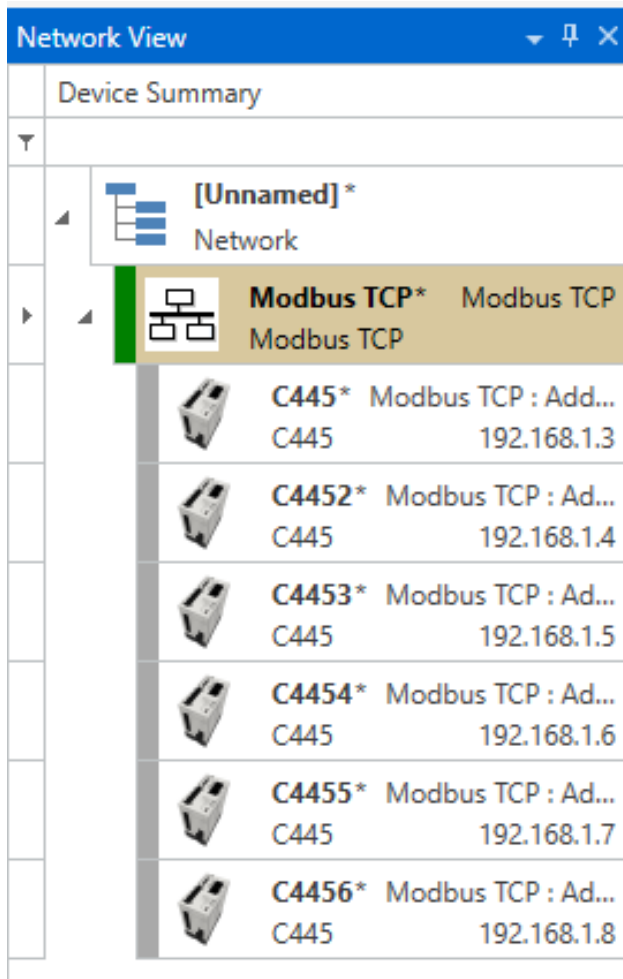 Network View
Device Summary
[Unnamed]*
Network
Modbus TCP* Modbus TCP
Modbus TCP
C445* Modbus TCP : Add...
C445 192.168.1.3
C4452* Modbus TCP : Ad...
C445 192.168.1.4
C4453* Modbus TCP : Ad...
C445 192.168.1.5
C4454* Modbus TCP : Ad...
C445 192.168.1.6
C4455* Modbus TCP : Ad...
C445 192.168.1.7
C4456* Modbus TCP : Ad...
C445 192.168.1.8